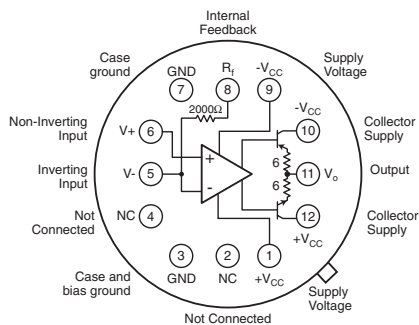 Internal
Feedback
Case
ground
Supply
Voltage
GND
7
Rf
8
-VCC
9
2000Ω
Non-Inverting
Input
V+
6
-VCC
10
Collector
Supply
+
6
Inverting
Input
V-
5
11
Vo
Output
-
6
Not
Connected
NC
4
12
+VCC
Collector
Supply
3
GND
2
NC
1
+VCC
Case and
bias ground
Supply
Voltage
Not Connected